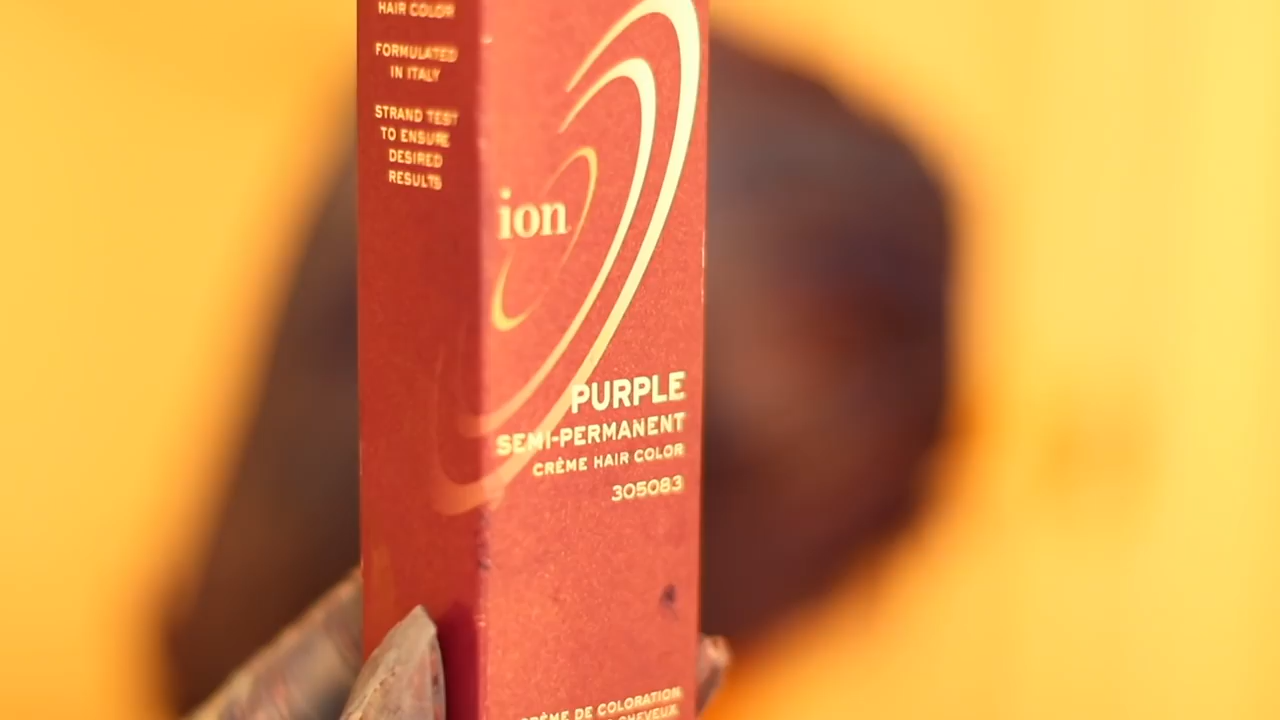 HAIR COLOR
FORMULATED
IN ITALY
STRAND TEST
TO ENSURE
DESIRED
RESULTS
ion
PURPLE
SEMI-PERMANENT
CRÈME HAIR COLOR
305083
CRÈME DE COLORATION
CHEVEUX